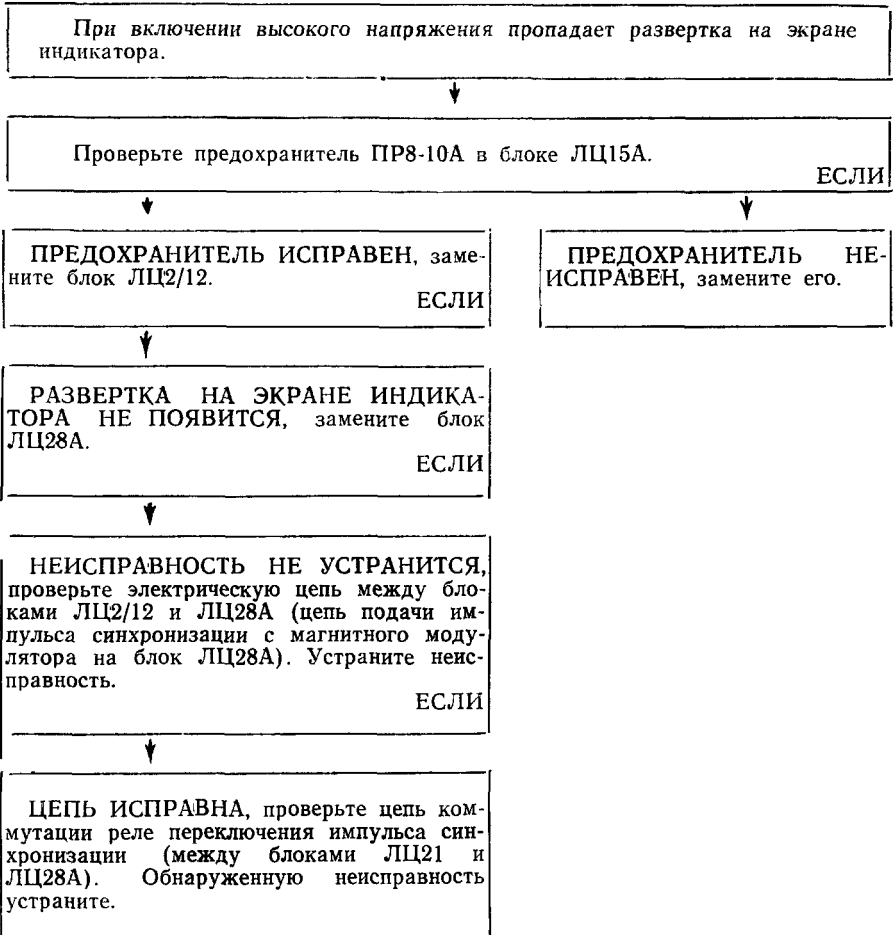 При включении высокого напряжения пропадает развертка на экране
индикатора.
Проверьте предохранитель ПР8-10А в блоке ЛЦ15А.
ЕСЛИ
ПРЕДОХРАНИТЕЛЬ ИСПРАВЕН, заме-
ните блок ЛЦ2/12.
ЕСЛИ
ПРЕДОХРАНИТЕЛЬ НЕ-
ИСПРАВЕН, замените его.
РАЗВЕРТКА НА ЭКРАНЕ ИНДИКА-
ТОРА НЕ ПОЯВИТСЯ, замените блок
ЛЦ28А.
ЕСЛИ
НЕИСПРАВНОСТЬ НЕ УСТРАНИТСЯ,
проверьте электрическую цепь между бло-
ками ЛЦ2/12 и ЛЦ28А (цепь подачи им-
пульса синхронизации с магнитного моду-
лятора на блок ЛЦ28А). Устраните неис-
правность.
ЕСЛИ
ЦЕПЬ ИСПРАВНА, проверьте цепь ком-
мутации реле переключения импульса син-
хронизации (между блоками ЛЦ21 и
ЛЦ28А). Обнаруженную неисправность
устраните.